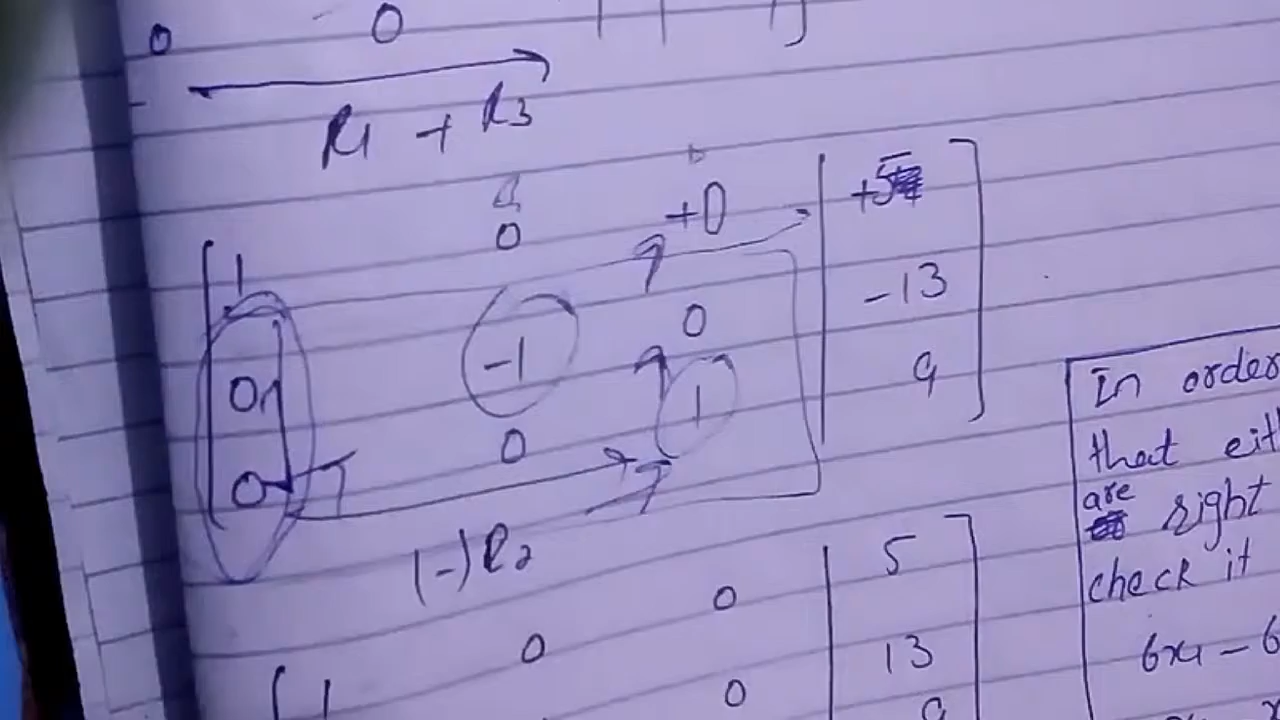 0 0
R1 + R3
1 0 +0 | +5
0 -1 0 | -13
0 0 1 | 9
(-)R2
1 0 0 | 5
0 | 13
9
In order
that eit
are right
check it
6x1 - 6